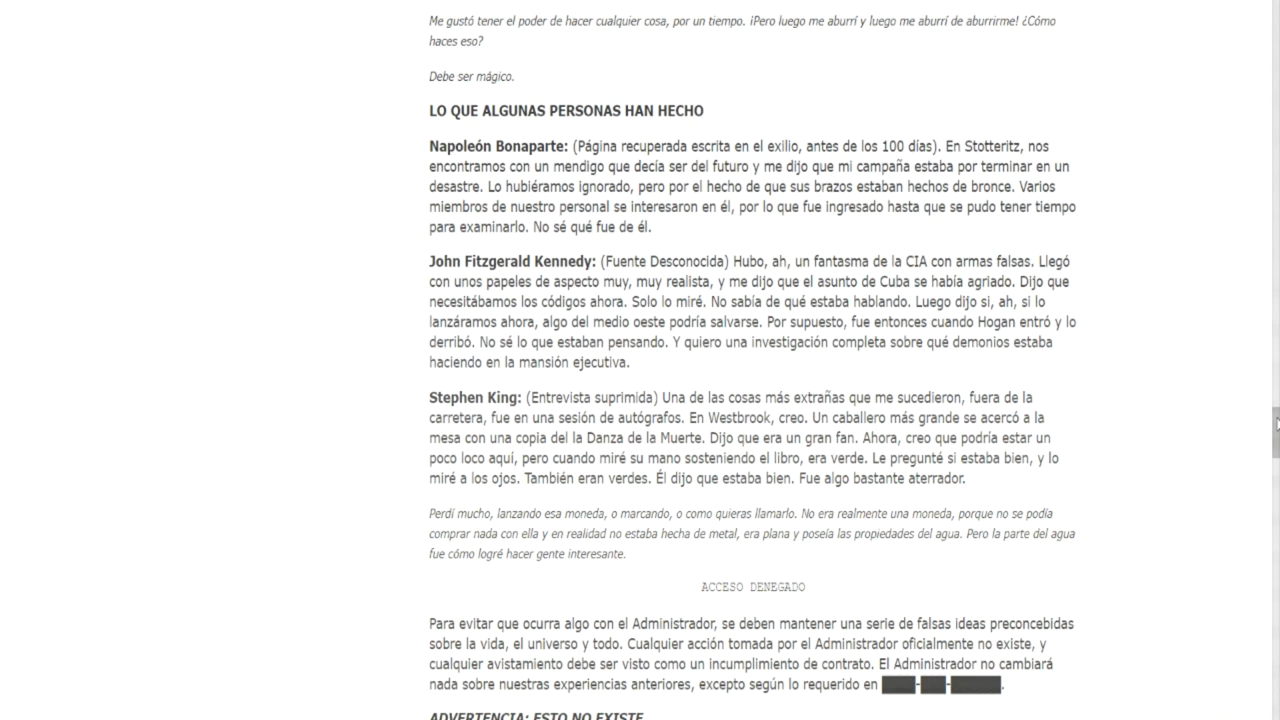 Me gustó tener el poder de hacer cualquier cosa, por un tiempo. ¡Pero luego me aburrí y luego me aburrí de aburrirme! ¿Cómo
haces eso?
Debe ser mágico.
LO QUE ALGUNAS PERSONAS HAN HECHO
Napoleón Bonaparte: (Página recuperada escrita en el exilio, antes de los 100 días). En Stotteritz, nos
encontramos con un mendigo que decía ser del futuro y me dijo que mi campaña estaba por terminar en un
desastre. Lo hubiéramos ignorado, pero por el hecho de que sus brazos estaban hechos de bronce. Varios
miembros de nuestro personal se interesaron en él, por lo que fue ingresado hasta que se pudo tener tiempo
para examinarlo. No sé qué fue de él.
John Fitzgerald Kennedy: (Fuente Desconocida) Hubo, ah, un fantasma de la CIA con armas falsas. Llegó
con unos papeles de aspecto muy, muy realista, y me dijo que el asunto de Cuba se había agriado. Dijo que
necesitábamos los códigos ahora. Solo lo miré. No sabía de qué estaba hablando. Luego dijo si, ah, si lo
lanzáramos ahora, algo del medio oeste podría salvarse. Por supuesto, fue entonces cuando Hogan entró y lo
derribó. No sé lo que estaban pensando. Y quiero una investigación completa sobre qué demonios estaba
haciendo en la mansión ejecutiva.
Stephen King: (Entrevista suprimida) Una de las cosas más extrañas que me sucedieron, fuera de la
carretera, fue en una sesión de autógrafos. En Westbrook, creo. Un caballero más grande se acercó a la
mesa con una copia del la Danza de la Muerte. Dijo que era un gran fan. Ahora, creo que podría estar un
poco loco aquí, pero cuando miré su mano sosteniendo el libro, era verde. Le pregunté si estaba bien, y lo
miré a los ojos. También eran verdes. Él dijo que estaba bien. Fue algo bastante aterrador.
Perdí mucho, lanzando esa moneda, o marcando, o como quieras llamarlo. No era realmente una moneda, porque no se podía
comprar nada con ella y en realidad no estaba hecha de metal, era plana y poseía las propiedades del agua. Pero la parte del agua
fue cómo logré hacer gente interesante.
ACCESO DENEGADO
Para evitar que ocurra algo con el Administrador, se deben mantener una serie de falsas ideas preconcebidas
sobre la vida, el universo y todo. Cualquier acción tomada por el Administrador oficialmente no existe, y
cualquier avistamiento debe ser visto como un incumplimiento de contrato. El Administrador no cambiará
nada sobre nuestras experiencias anteriores, excepto según lo requerido en ████-███-██████.
ADVERTENCIA: ESTO NO EXISTE